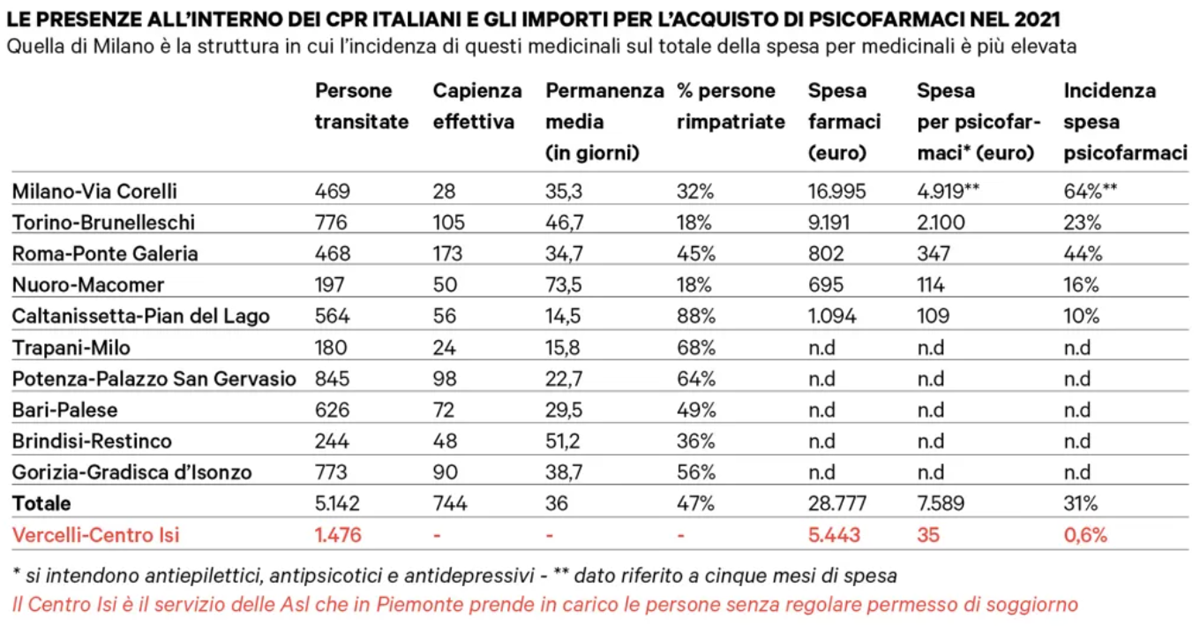 LE PRESENZE ALL'INTERNO DEI CPR ITALIANI E GLI IMPORTI PER L'ACQUISTO DI PSICOFARMACI NEL 2021
Quella di Milano è la struttura in cui l'incidenza di questi medicinali sul totale della spesa per medicinali è più elevata
Persone Capienza Permanenza % persone Spesa Spesa Incidenza
transitate effettiva media rimpatriate farmaci per psicofar- spesa
(in giorni) (euro) maci* (euro) psicofarmaci
Milano-Via Corelli 469 28 35,3 32% 16.995 4.919** 64%**
Torino-Brunelleschi 776 105 46,7 18% 9.191 2.100 23%
Roma-Ponte Galeria 468 173 34,7 45% 802 347 44%
Nuoro-Macomer 197 50 73,5 18% 695 114 16%
Caltanissetta-Pian del Lago 564 56 14,5 88% 1.094 109 10%
Trapani-Milo 180 24 15,8 68% n.d n.d n.d
Potenza-Palazzo San Gervasio 845 98 22,7 64% n.d n.d n.d
Bari-Palese 626 72 29,5 49% n.d n.d n.d
Brindisi-Restinco 244 48 51,2 36% n.d n.d n.d
Gorizia-Gradisca d'Isonzo 773 90 38,7 56% n.d n.d n.d
Totale 5.142 744 36 47% 28.777 7.589 31%
Vercelli-Centro Isi 1.476 - - - 5.443 35 0,6%
* si intendono antiepilettici, antipsicotici e antidepressivi - ** dato riferito a cinque mesi di spesa
Il Centro Isi è il servizio delle Asl che in Piemonte prende in carico le persone senza regolare permesso di soggiorno